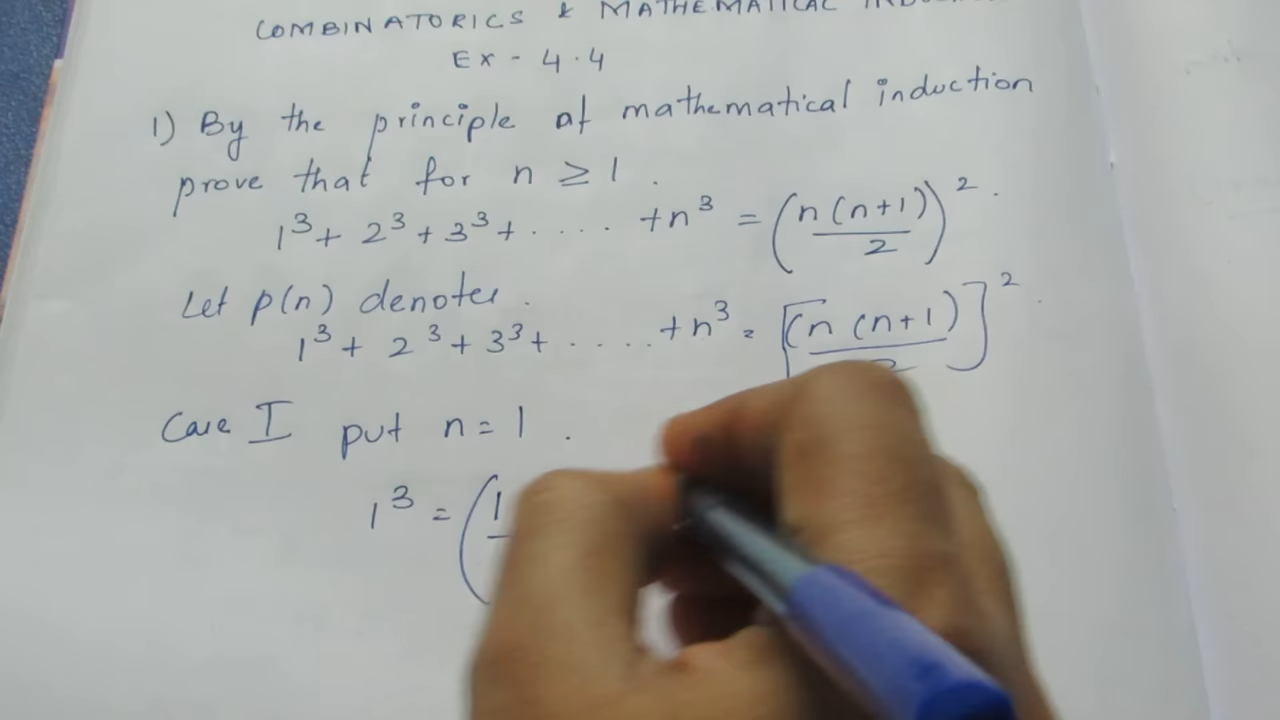 COMBINATORICS & MATHEMATICAL
Ex - 4.4
1) By the principle of mathematical induction
prove that for n ≥ 1.
1³ + 2³ + 3³ + ..... + n³ = (n(n+1)/2)².
Let p(n) denotes.
1³ + 2³ + 3³ + ..... + n³ = [(n(n+1)/2]².
Case I put n = 1.
1³ = (1